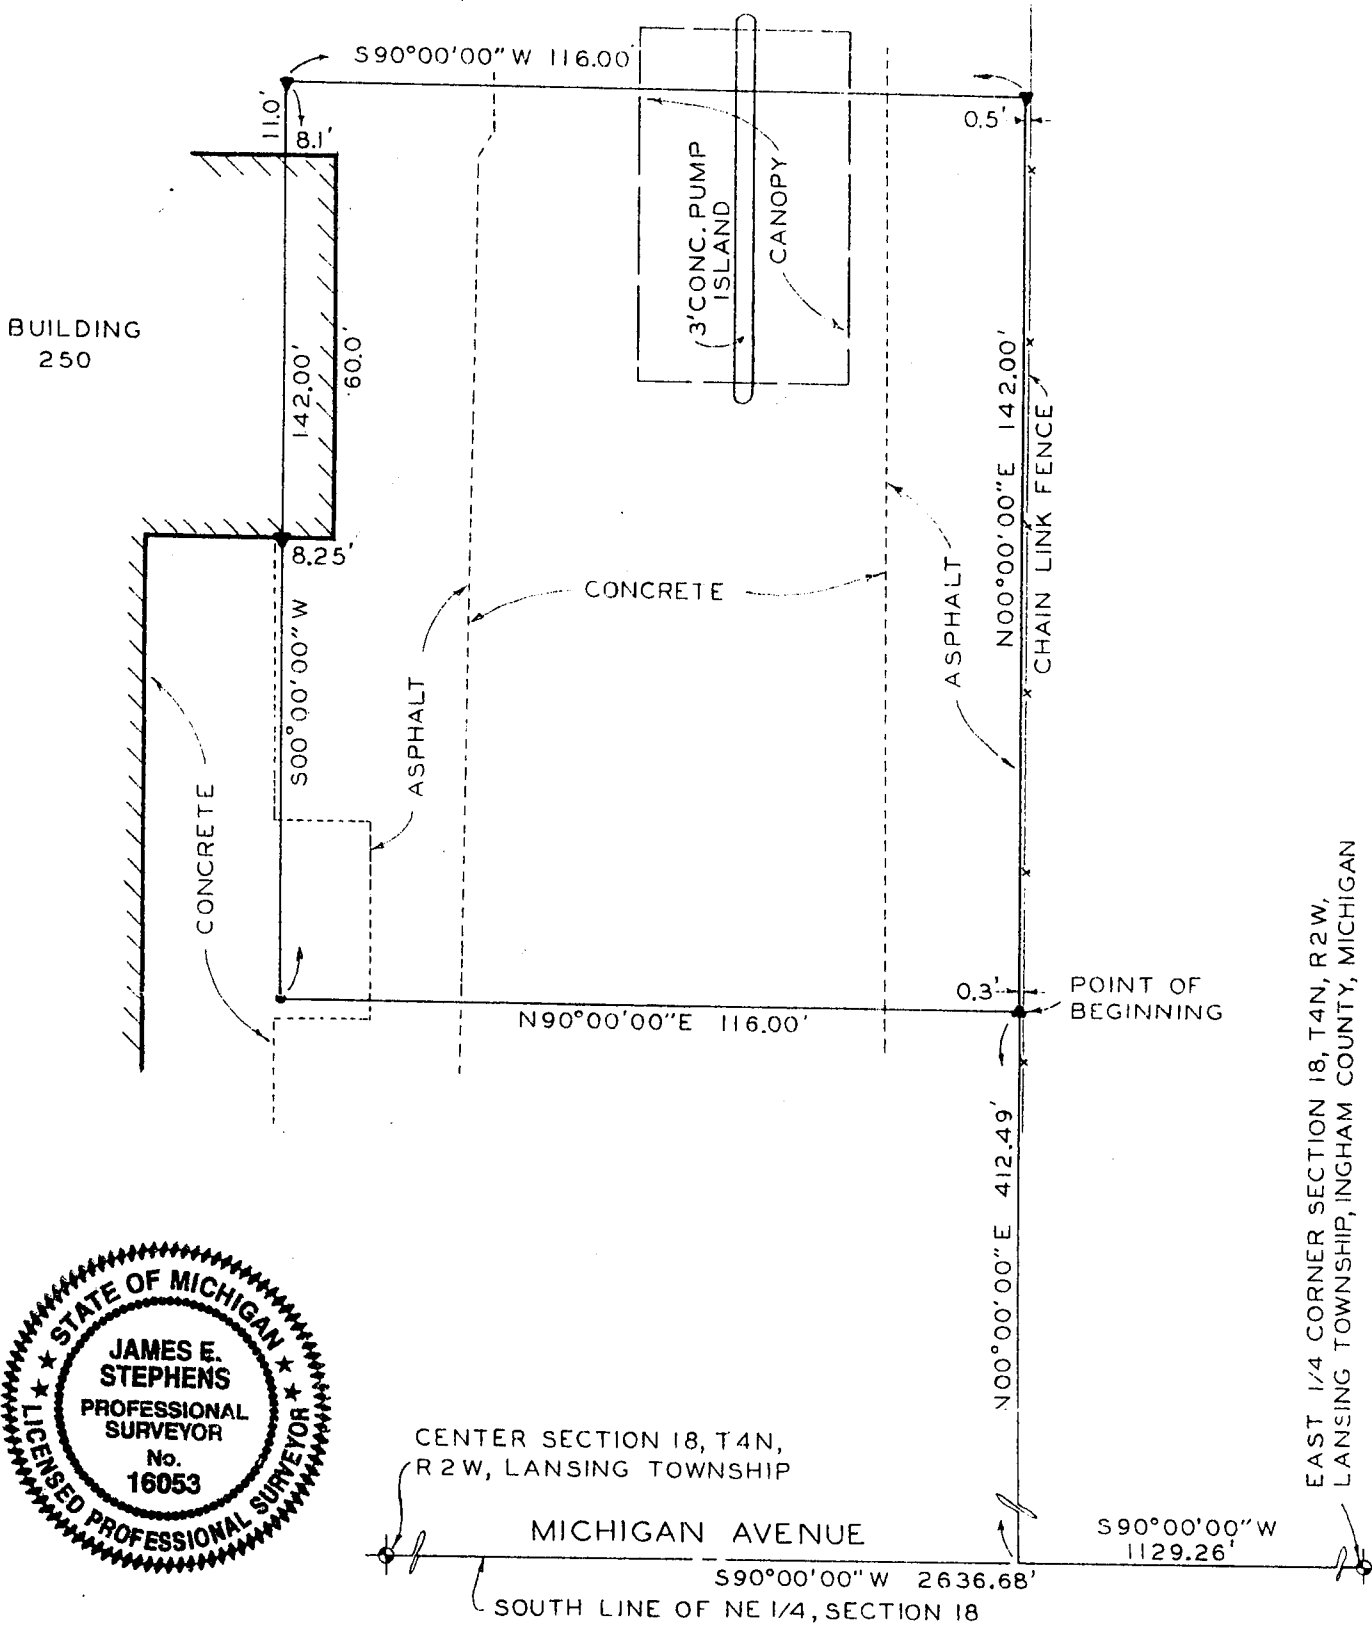 S90°00'00"W 116.00'
11.0'
8.1'
0.5'
3' CONC. PUMP
ISLAND
CANOPY
BUILDING
250
142.00'
60.0'
N00°00'00"E 142.00'
CHAIN LINK FENCE
8.25'
CONCRETE
ASPHALT
S00°00'00"W
ASPHALT
CONCRETE
0.3'
POINT OF
BEGINNING
N90°00'00"E 116.00'
N00°00'00"E 412.49'
EAST 1/4 CORNER SECTION 18, T4N, R2W,
LANSING TOWNSHIP, INGHAM COUNTY, MICHIGAN
STATE OF MICHIGAN
JAMES E.
STEPHENS
PROFESSIONAL
SURVEYOR
No.
16053
LICENSED PROFESSIONAL SURVEYOR
CENTER SECTION 18, T4N,
R2W, LANSING TOWNSHIP
MICHIGAN AVENUE
S90°00'00"W
1129.26'
S90°00'00"W 2636.68'
SOUTH LINE OF NE 1/4, SECTION 18